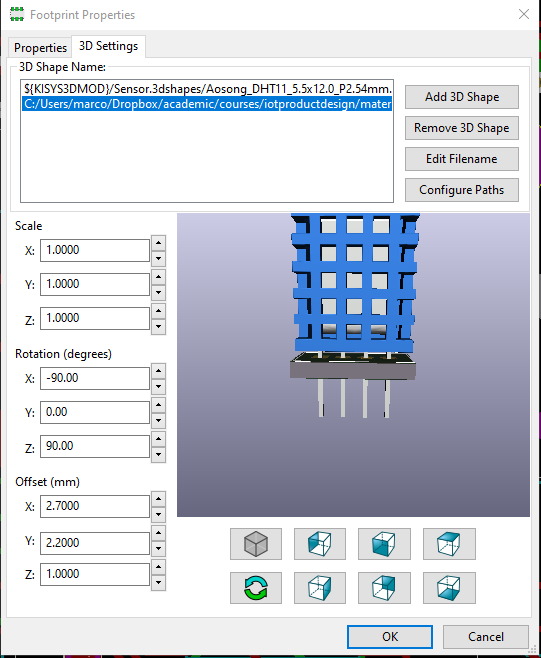 Footprint Properties
Properties
3D Settings
3D Shape Name:
${KISYS3DMOD}/Sensor.3dshapes/Aosong_DHT11_5.5x12.0_P2.54mm.
C:/Users/marco/Dropbox/academic/courses/iotproductdesign/mater
Add 3D Shape
Remove 3D Shape
Edit Filename
Configure Paths
Scale
X: 1.0000
Y: 1.0000
Z: 1.0000
Rotation (degrees)
X: -90.00
Y: 0.00
Z: 90.00
Offset (mm)
X: 2.7000
Y: 2.2000
Z: 1.0000
OK
Cancel